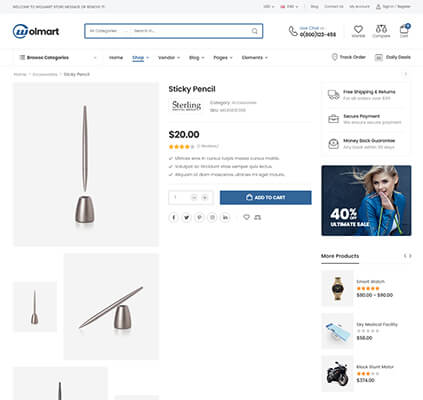 WELCOME TO WOLMART STORE MESSAGE OR REMOVE IT!
USD
ENG
Blog
Contact Us
My Account
Sign in / Register
Wolmart
All Categories
Search in...
Live Chat
0(800)123-456
Wishlist
Compare
Cart
Browse Categories
Home
Shop
Vendor
Blog
Pages
Elements
Track Order
Daily Deals
Home
Accessories
Sticky Pencil
Sticky Pencil
Sterling
Category: Accessories
SKU:
$20.00
Ultrices eros in cursus turpis massa cursus mattis.
Volutpat ac tincidunt vitae semper quis lectus.
Aliquam id diam maecenas ultricies mi eget mauris.
1
ADD TO CART
Free Shipping & Returns
For all orders over $99
Secure Payment
We ensure secure payment
Money Back Guarantee
Any back within 30 days
40% OFF
ULTIMATE SALE
More Products
Smart Watch
$80.00 – $90.00
Sky Medical Facility
$58.00
Black Stunt Motor
$374.00